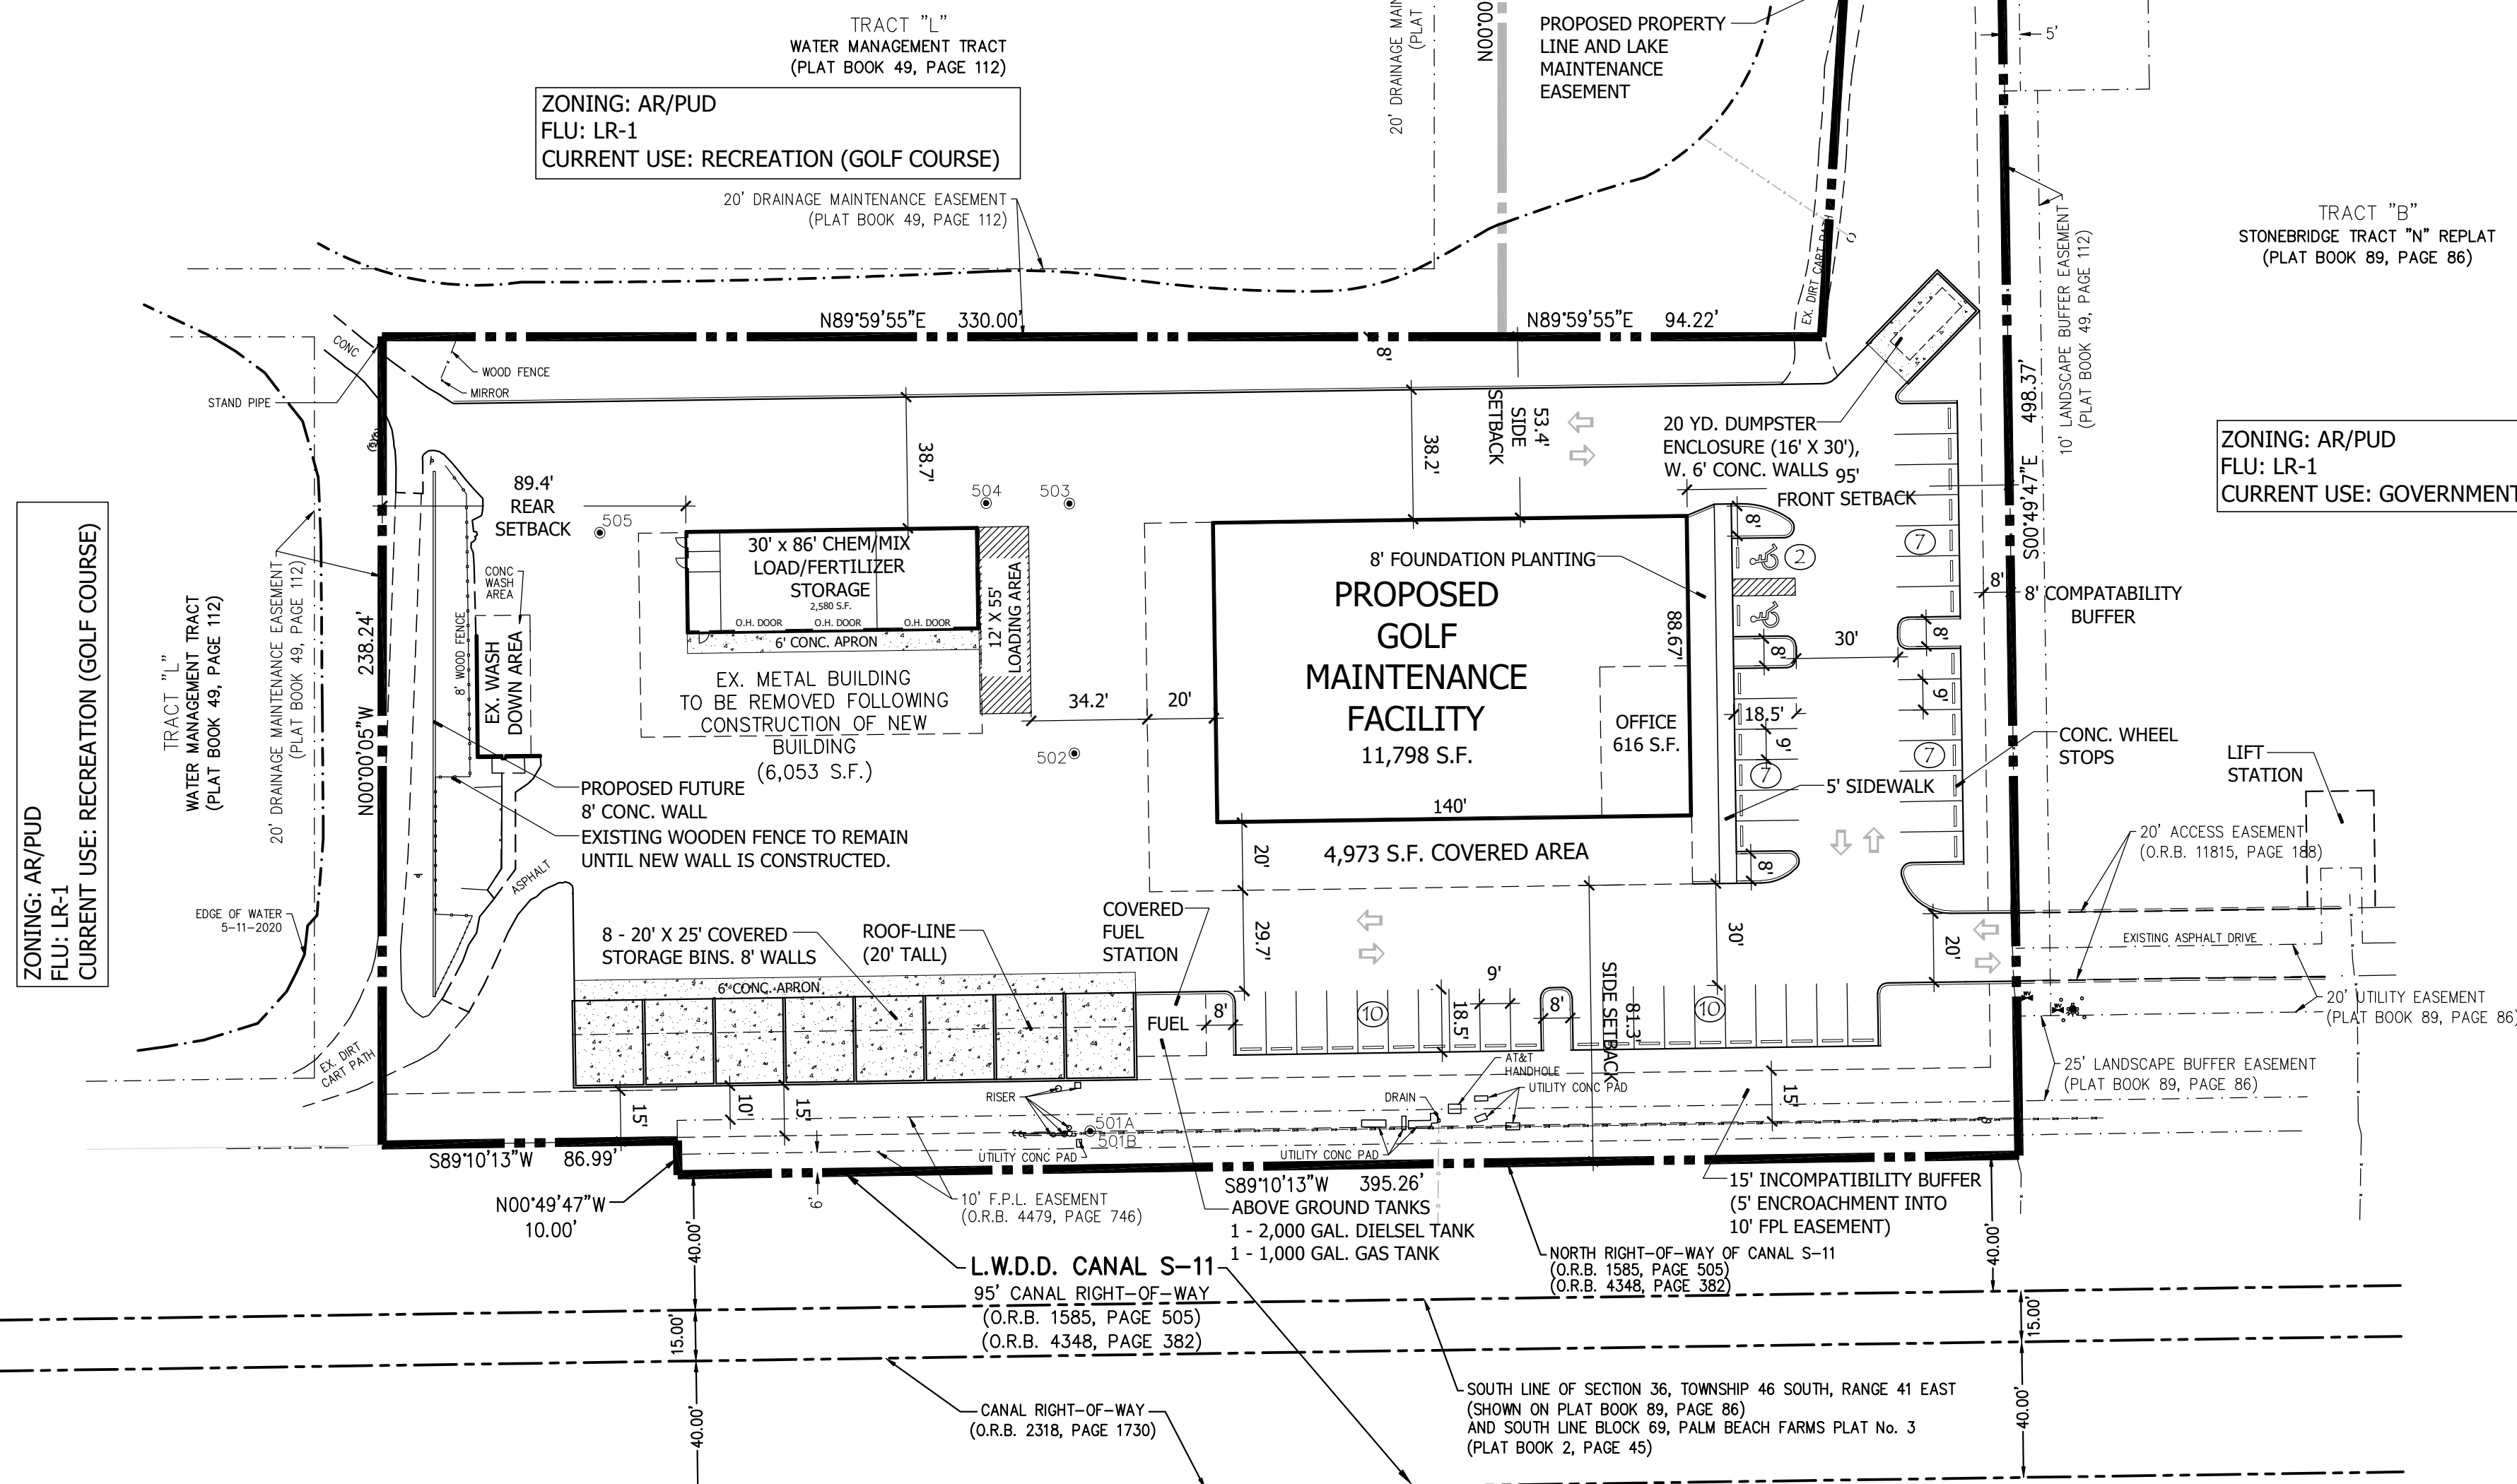 TRACT "L"
WATER MANAGEMENT TRACT
(PLAT BOOK 49, PAGE 112)
ZONING: AR/PUD
FLU: LR-1
CURRENT USE: RECREATION (GOLF COURSE)
20' DRAINAGE MAINTENANCE EASEMENT
(PLAT BOOK 49, PAGE 112)
20' DRAINAGE MAIN
(PLAT
00.00N
PROPOSED PROPERTY
LINE AND LAKE
MAINTENANCE
EASEMENT
5'
TRACT "B"
STONEBRIDGE TRACT "N" REPLAT
(PLAT BOOK 89, PAGE 86)
10' LANDSCAPE BUFFER EASEMENT
(PLAT BOOK 49, PAGE 112)
ZONING: AR/PUD
FLU: LR-1
CURRENT USE: GOVERNMENT
N89°59'55"E 330.00'
N89°59'55"E 94.22'
EX. DIRT CART PATH
8'
CONC
WOOD FENCE
MIRROR
STAND PIPE
38.7'
38.2'
53.4'
SIDE
SETBACK
20 YD. DUMPSTER
ENCLOSURE (16' X 30'),
W. 6' CONC. WALLS
95'
FRONT SETBACK
S00°49'47"E 498.37'
89.4'
REAR
SETBACK
505
504
503
30' x 86' CHEM/MIX
LOAD/FERTILIZER
STORAGE
2,580 S.F.
O.H. DOOR
O.H. DOOR
O.H. DOOR
6' CONC. APRON
12' X 55'
LOADING AREA
CONC
WASH
AREA
8' WOOD FENCE
EX. WASH
DOWN AREA
ZONING: AR/PUD
FLU: LR-1
CURRENT USE: RECREATION (GOLF COURSE)
TRACT "L"
WATER MANAGEMENT TRACT
(PLAT BOOK 49, PAGE 112)
20' DRAINAGE MAINTENANCE EASEMENT
(PLAT BOOK 49, PAGE 112)
N00°00'05"W 238.24'
EX. METAL BUILDING
TO BE REMOVED FOLLOWING
CONSTRUCTION OF NEW
BUILDING
(6,053 S.F.)
502
34.2'
20'
8' FOUNDATION PLANTING
PROPOSED
GOLF
MAINTENANCE
FACILITY
11,798 S.F.
88.67'
OFFICE
616 S.F.
140'
8'
2
7
8'
8'
8'
30'
9'
18.5'
9'
7
7
8' COMPATABILITY
BUFFER
CONC. WHEEL
STOPS
5' SIDEWALK
LIFT
STATION
20' ACCESS EASEMENT
(O.R.B. 11815, PAGE 188)
PROPOSED FUTURE
8' CONC. WALL
EXISTING WOODEN FENCE TO REMAIN
UNTIL NEW WALL IS CONSTRUCTED.
ASPHALT
EDGE OF WATER
5-11-2020
20'
4,973 S.F. COVERED AREA
8'
29.7'
30'
20'
EXISTING ASPHALT DRIVE
8 - 20' X 25' COVERED
STORAGE BINS. 8' WALLS
ROOF-LINE
(20' TALL)
COVERED
FUEL
STATION
6' CONC. APRON
FUEL
8'
10
18.5'
9'
8'
SIDE SETBACK
81.3'
10
20' UTILITY EASEMENT
(PLAT BOOK 89, PAGE 86)
25' LANDSCAPE BUFFER EASEMENT
(PLAT BOOK 89, PAGE 86)
EX. DIRT
CART PATH
AT&T
HANDHOLE
UTILITY CONC PAD
RISER
DRAIN
15'
10'
15'
15'
501A
501B
UTILITY CONC PAD
UTILITY CONC PAD
S89°10'13"W 86.99'
N00°49'47"W
10.00'
S89°10'13"W 395.26'
10' F.P.L. EASEMENT
(O.R.B. 4479, PAGE 746)
ABOVE GROUND TANKS
1 - 2,000 GAL. DIELSEL TANK
1 - 1,000 GAL. GAS TANK
15' INCOMPATIBILITY BUFFER
(5' ENCROACHMENT INTO
10' FPL EASEMENT)
NORTH RIGHT-OF-WAY OF CANAL S-11
(O.R.B. 1585, PAGE 505)
(O.R.B. 4348, PAGE 382)
40.00'
40.00'
L.W.D.D. CANAL S-11
95' CANAL RIGHT-OF-WAY
(O.R.B. 1585, PAGE 505)
(O.R.B. 4348, PAGE 382)
15.00'
15.00'
40.00'
40.00'
CANAL RIGHT-OF-WAY
(O.R.B. 2318, PAGE 1730)
SOUTH LINE OF SECTION 36, TOWNSHIP 46 SOUTH, RANGE 41 EAST
(SHOWN ON PLAT BOOK 89, PAGE 86)
AND SOUTH LINE BLOCK 69, PALM BEACH FARMS PLAT No. 3
(PLAT BOOK 2, PAGE 45)